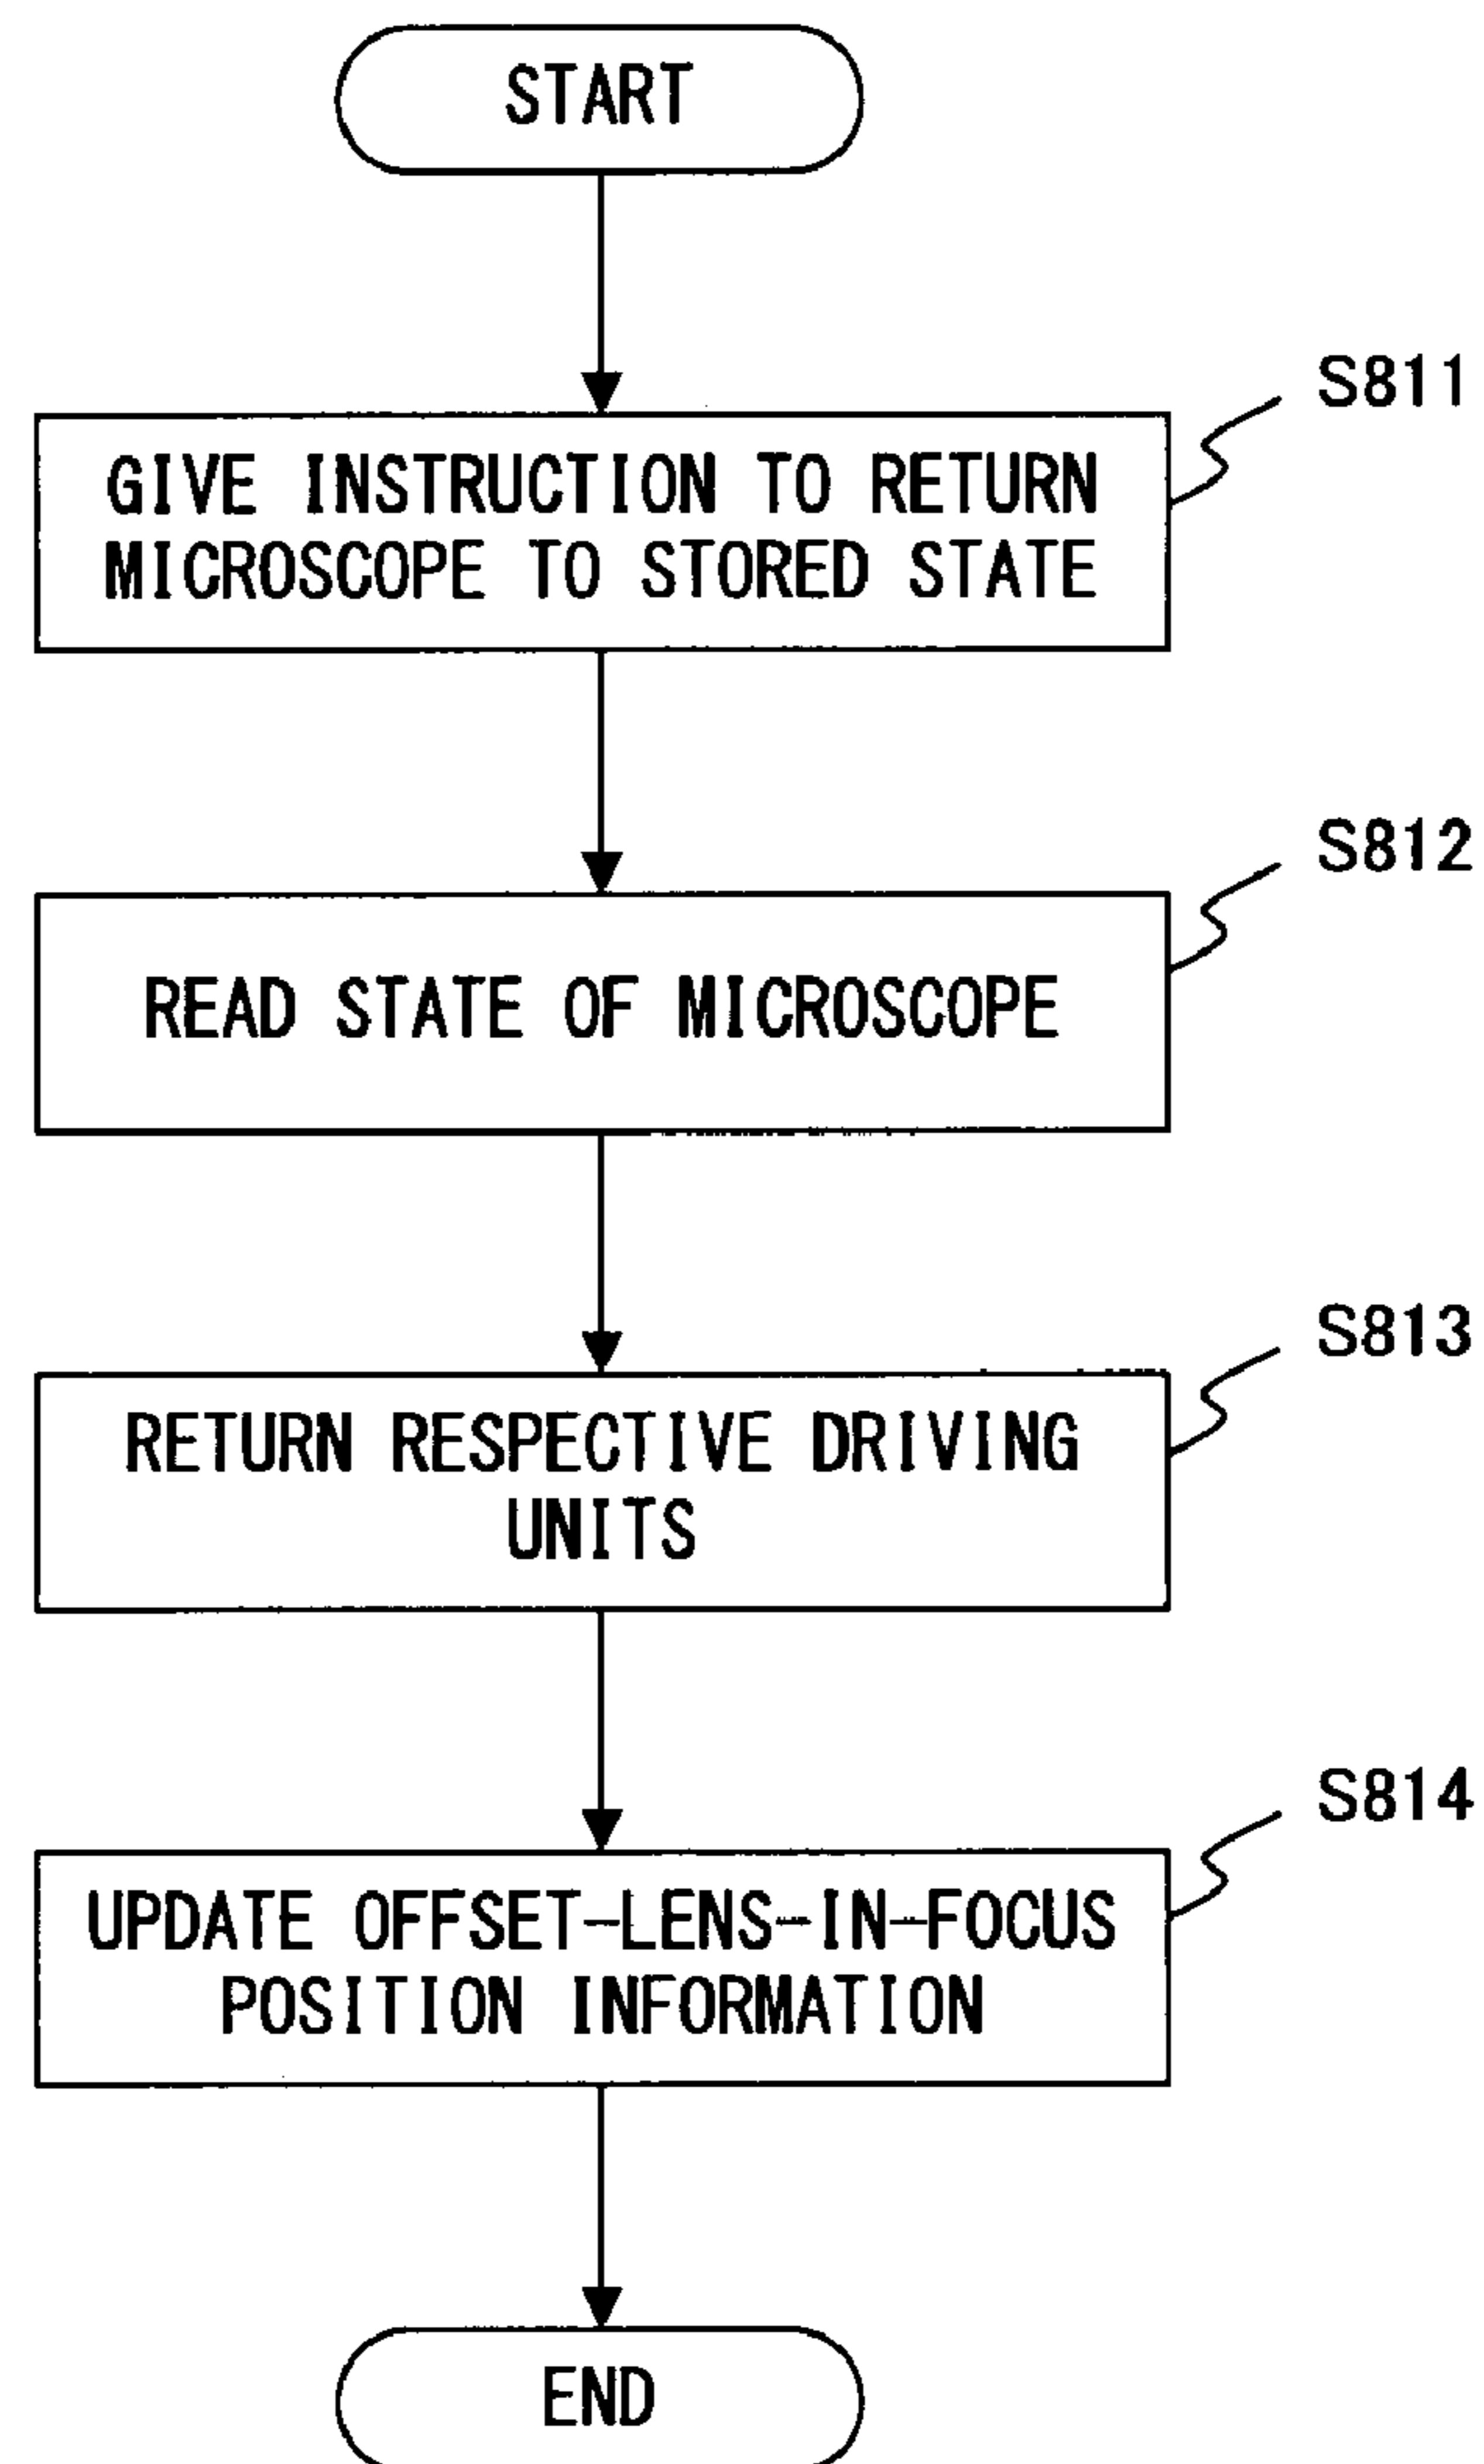 START
S811
GIVE INSTRUCTION TO RETURN
MICROSCOPE TO STORED STATE
S812
READ STATE OF MICROSCOPE
S813
RETURN RESPECTIVE DRIVING
UNITS
S814
UPDATE OFFSET-LENS-IN-FOCUS
POSITION INFORMATION
END